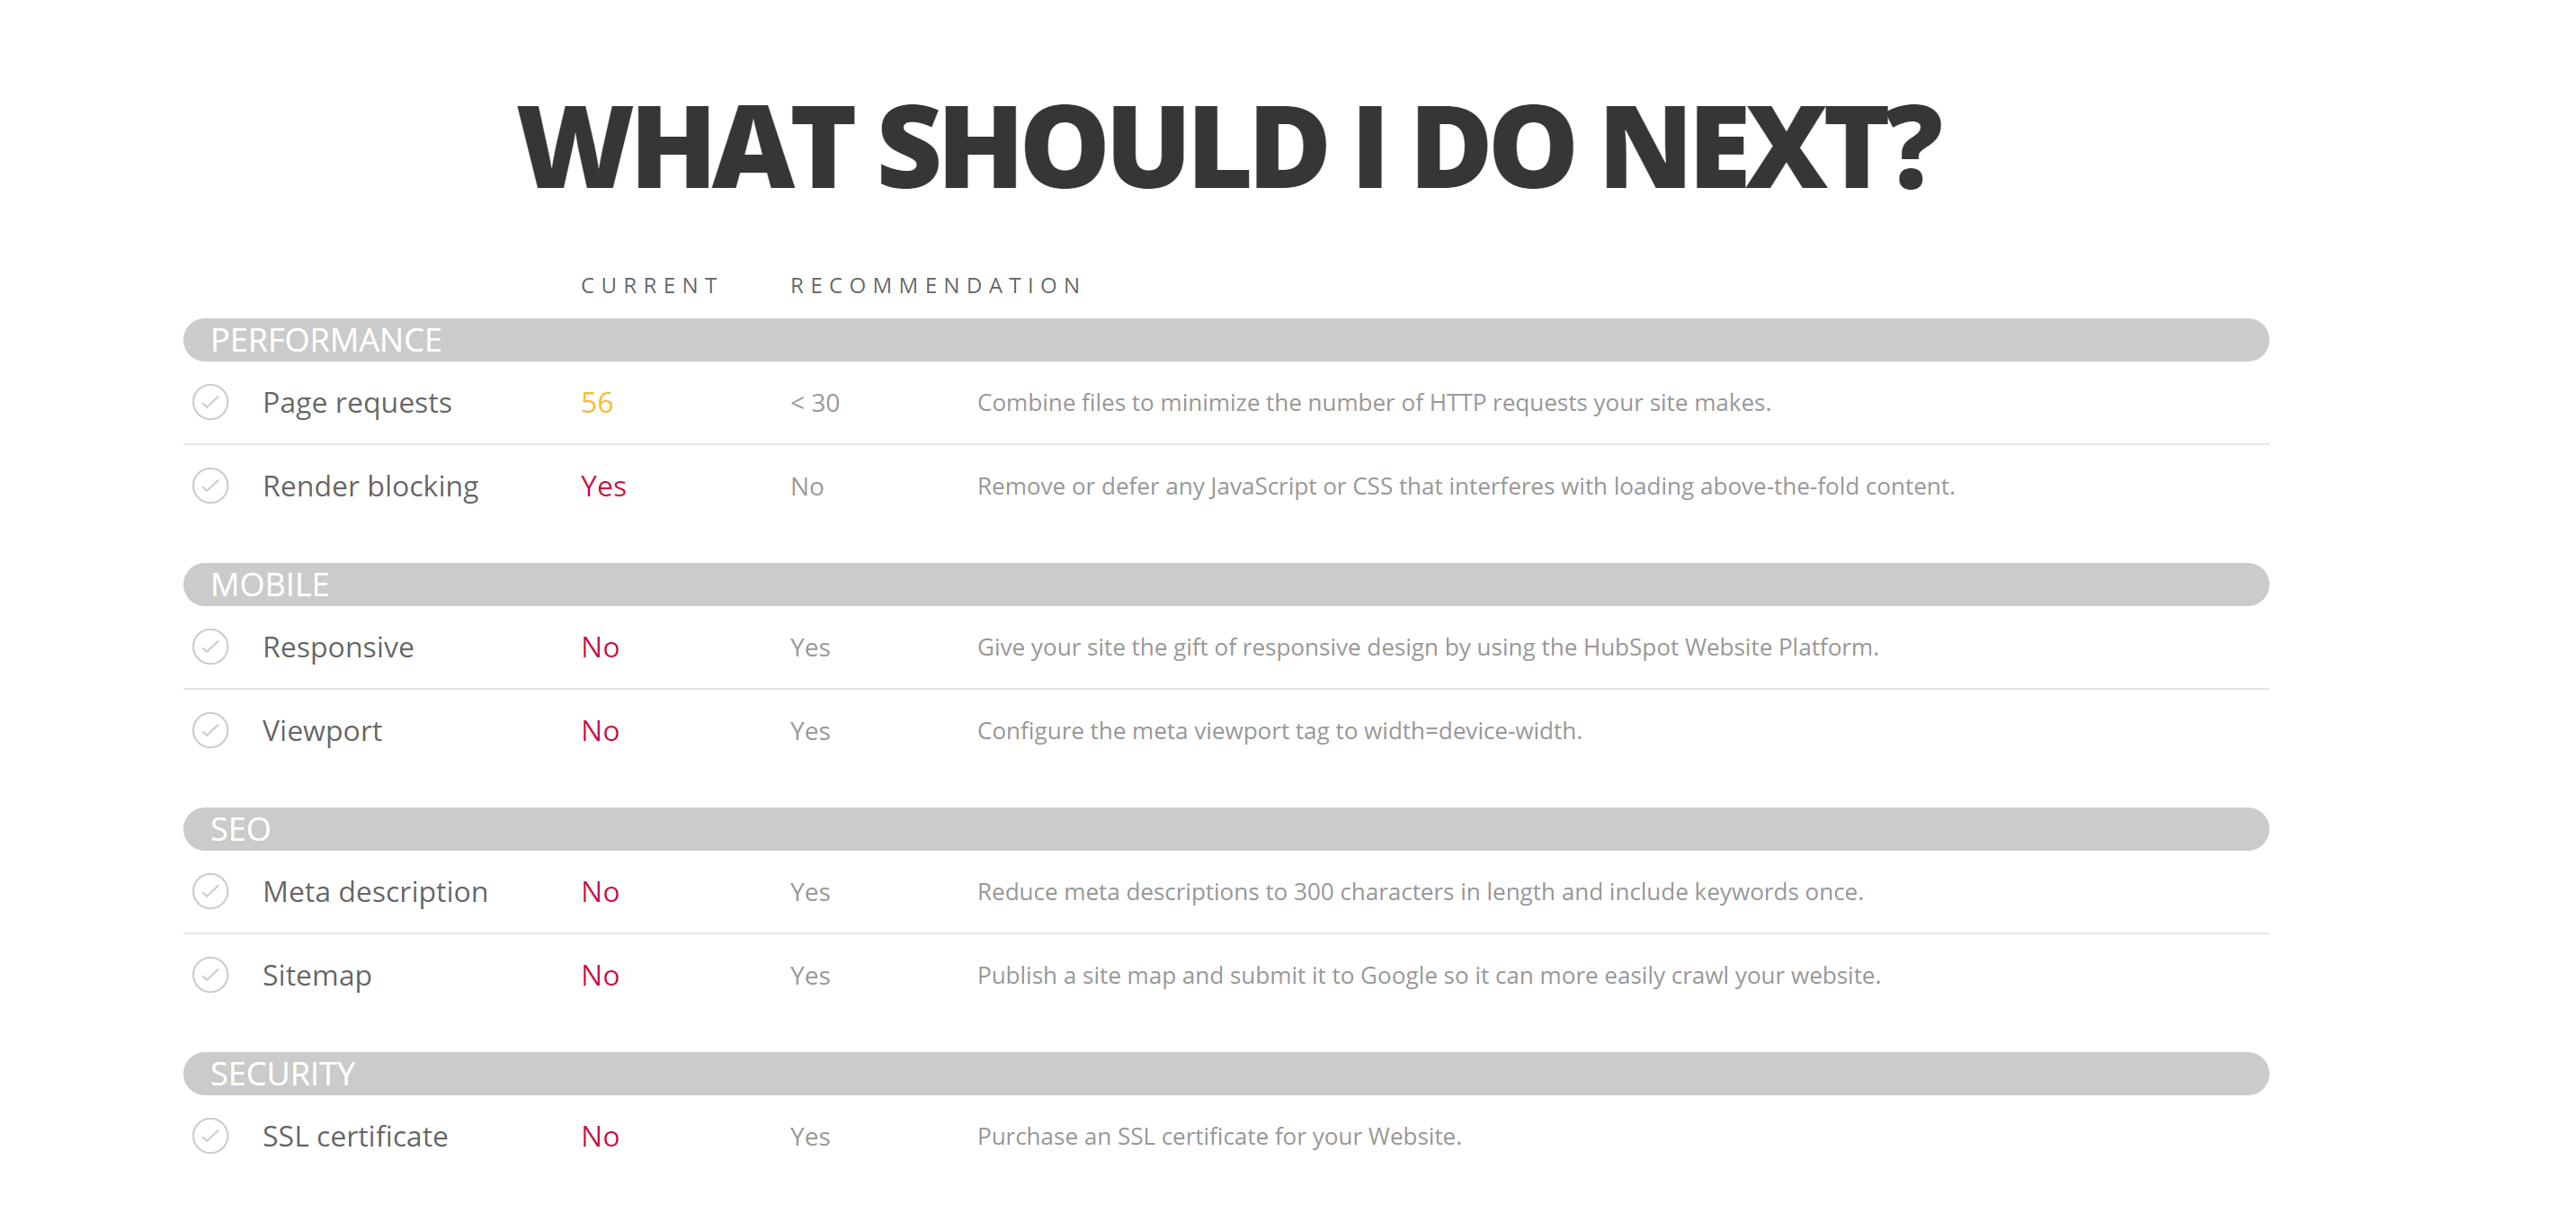 WHAT SHOULD I DO NEXT?
CURRENT RECOMMENDATION
PERFORMANCE
Page requests 56 < 30 Combine files to minimize the number of HTTP requests your site makes.
Render blocking Yes No Remove or defer any JavaScript or CSS that interferes with loading above-the-fold content.
MOBILE
Responsive No Yes Give your site the gift of responsive design by using the HubSpot Website Platform.
Viewport No Yes Configure the meta viewport tag to width=device-width.
SEO
Meta description No Yes Reduce meta descriptions to 300 characters in length and include keywords once.
Sitemap No Yes Publish a site map and submit it to Google so it can more easily crawl your website.
SECURITY
SSL certificate No Yes Purchase an SSL certificate for your Website.